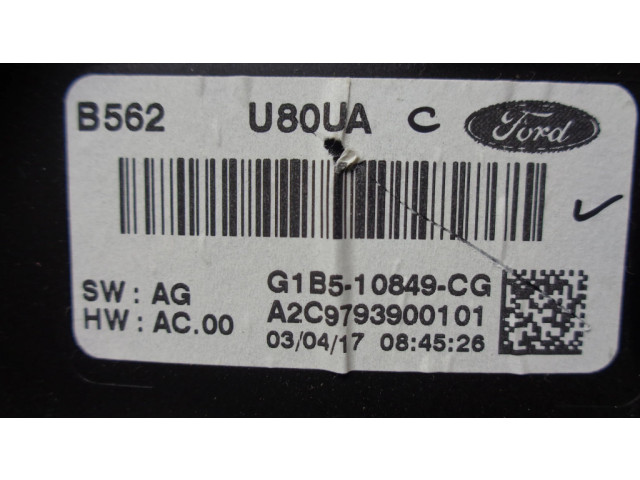 B562 U80UA C Ford
SW : AG G1B5-10849-CG
HW : AC.00 A2C9793900101
03/04/17 08:45:26